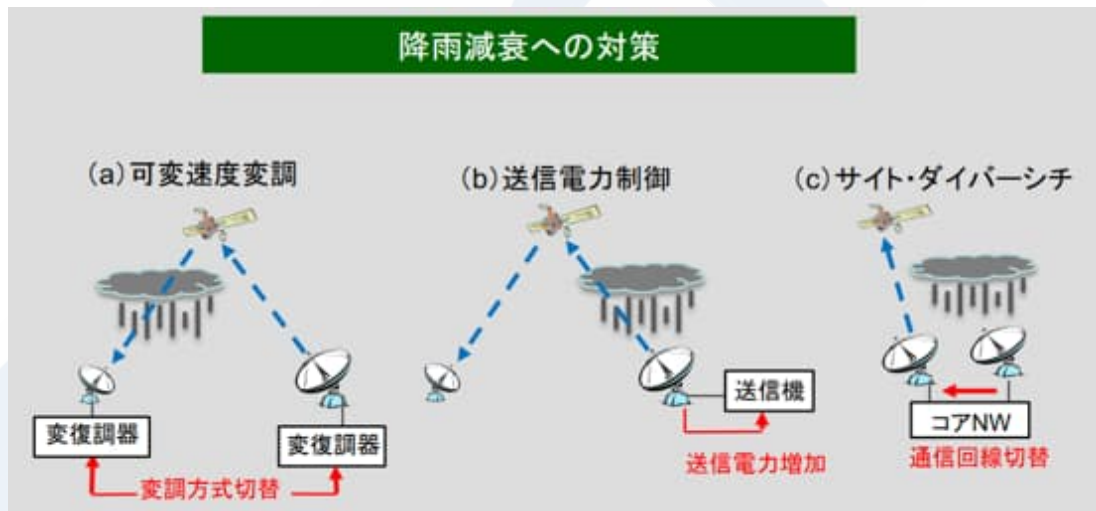 降雨減衰への対策
(a)可変速度変調
(b)送信電力制御
(c)サイト・ダイバーシチ
変復調器
変復調器
変調方式切替
送信機
送信電力増加
コアNW
通信回線切替